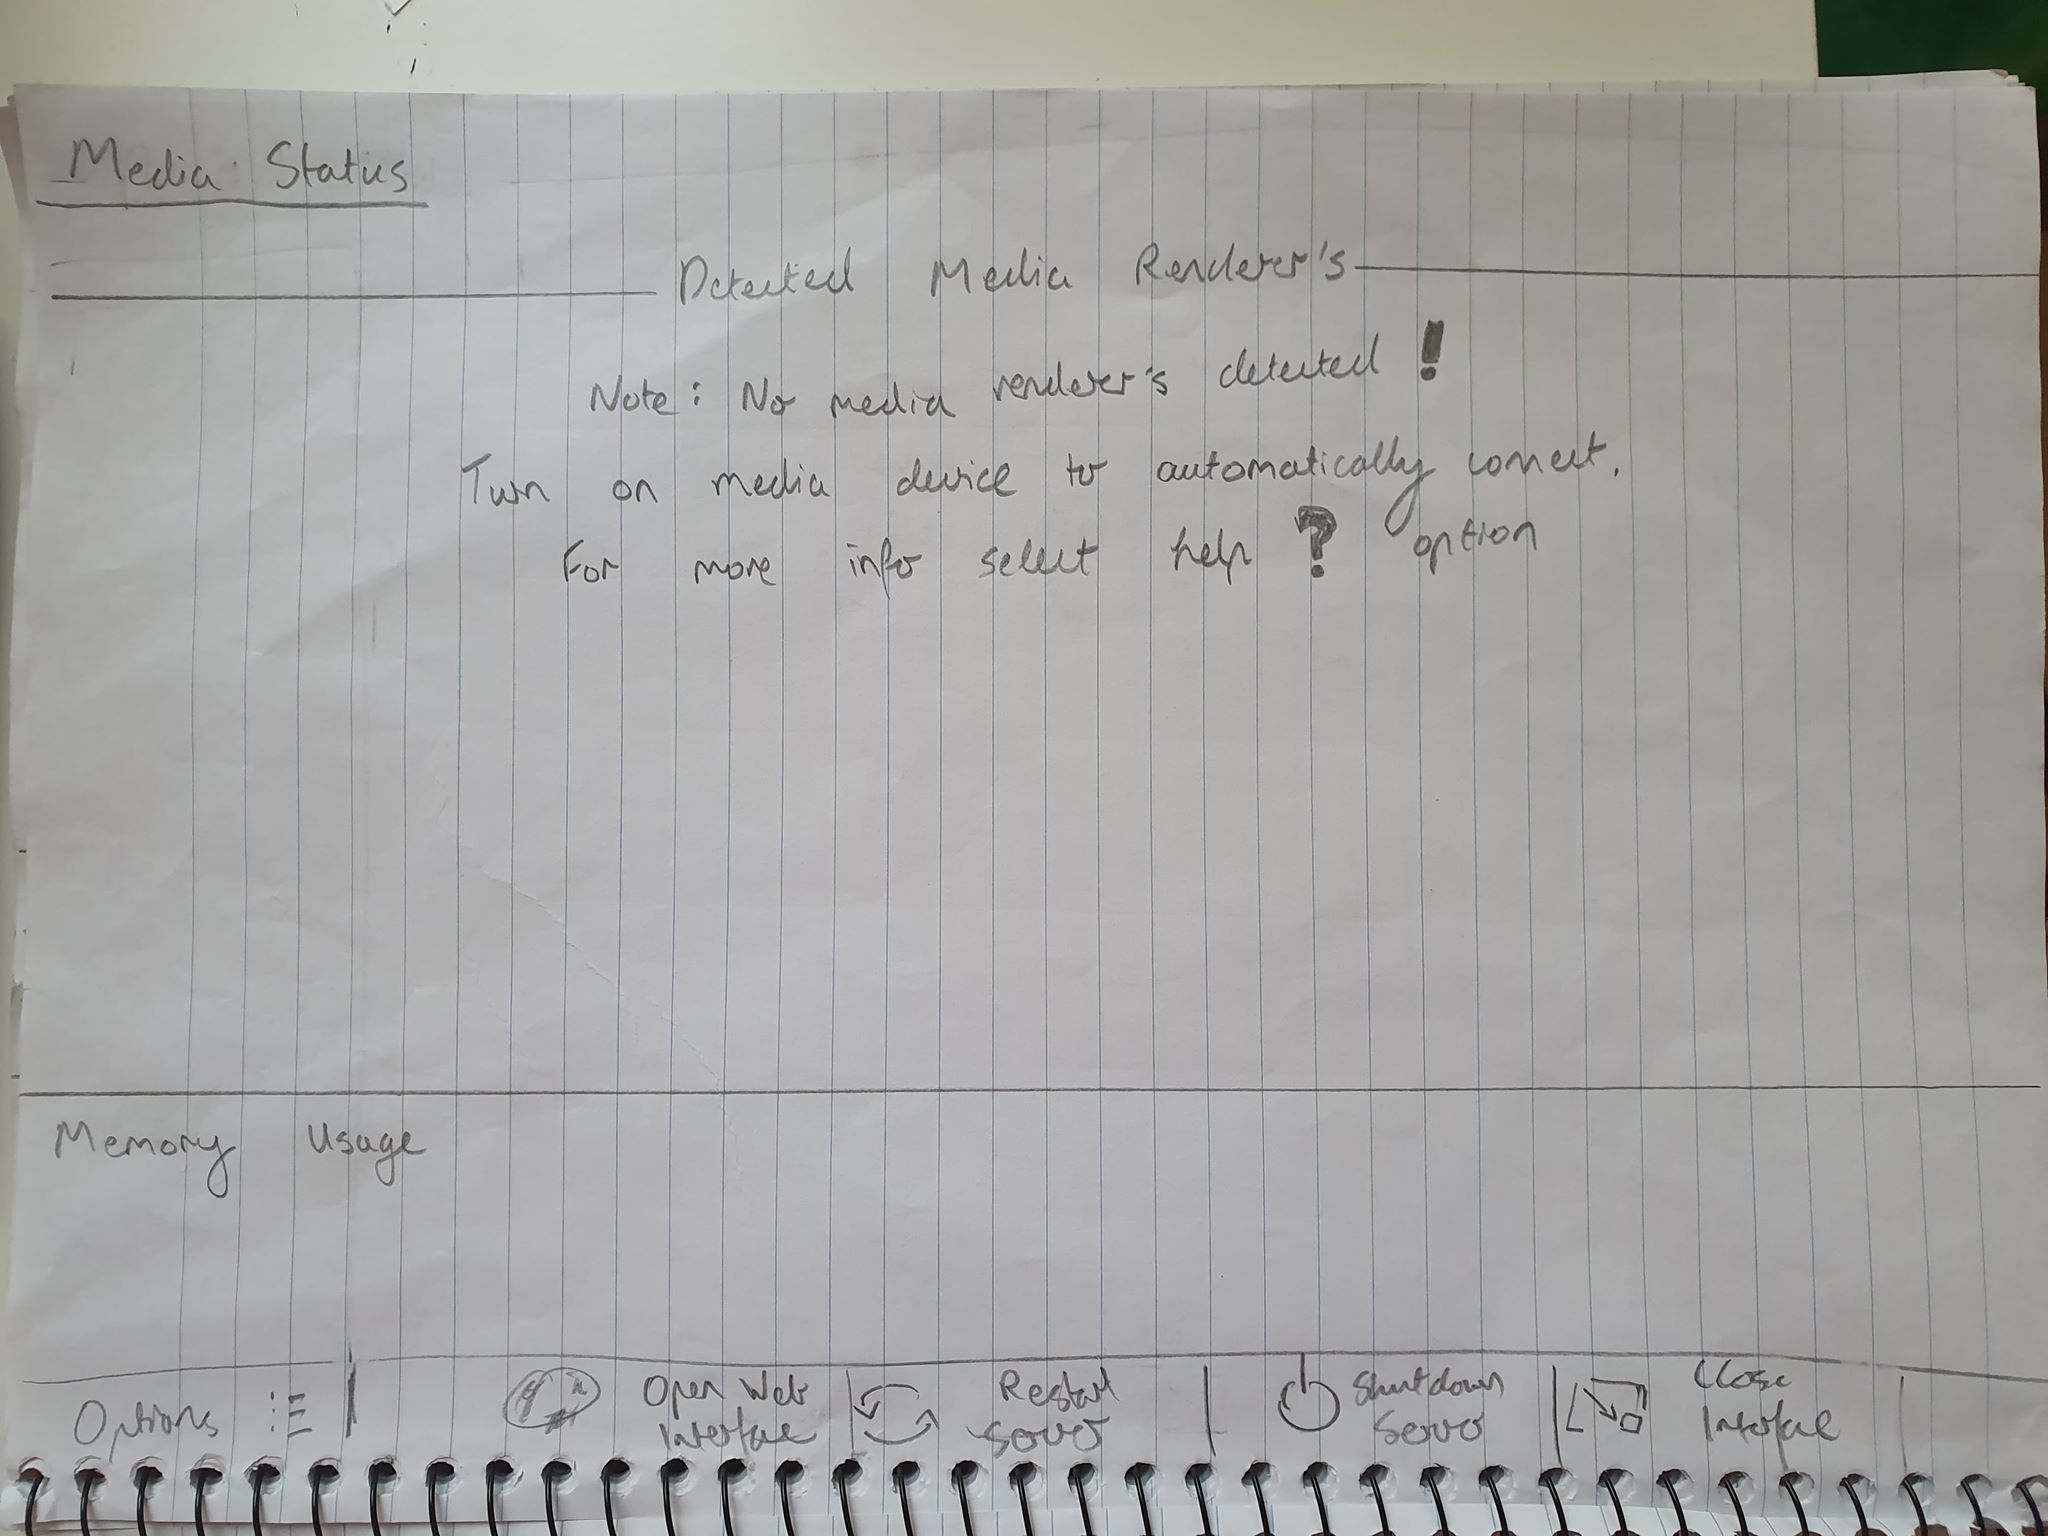 Media Status
Detected Media Renderer's
Note: No media renderer's detected!
Turn on media device to automatically connect.
For more info select help ? option
Memory Usage
Options
Open Web
Interface
Restart
Server
Shutdown
Server
Close
Interface